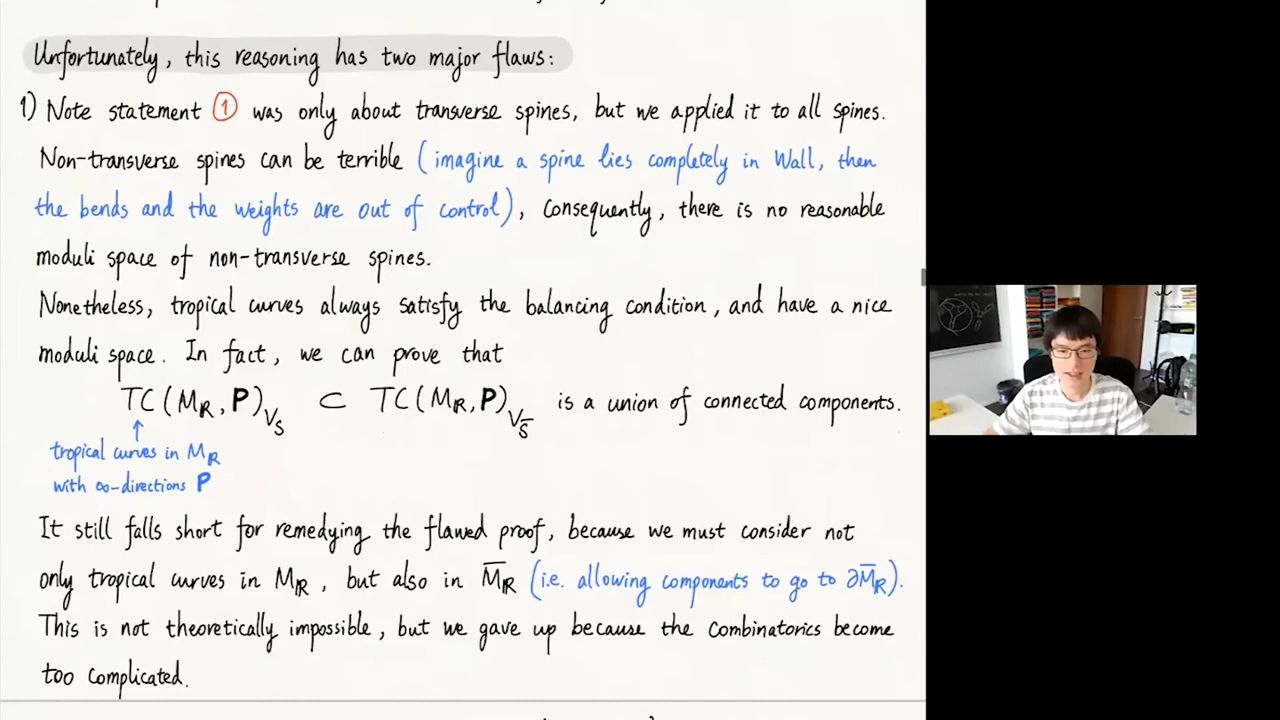 Unfortunately, this reasoning has two major flaws:
1) Note statement ① was only about transverse spines, but we applied it to all spines.
Non-transverse spines can be terrible (imagine a spine lies completely in Wall, then
the bends and the weights are out of control), consequently, there is no reasonable
moduli space of non-transverse spines.
Nonetheless, tropical curves always satisfy the balancing condition, and have a nice
moduli space. In fact, we can prove that
TC(M_ℝ, P)_{V_S} ⊂ TC(M_ℝ, P)_{V_{S̄}} is a union of connected components.
↑
tropical curves in M_ℝ
with ∞-directions P
It still falls short for remedying the flawed proof, because we must consider not
only tropical curves in M_ℝ, but also in M̄_ℝ (i.e. allowing components to go to ∂M̄_ℝ).
This is not theoretically impossible, but we gave up because the combinatorics become
too complicated.